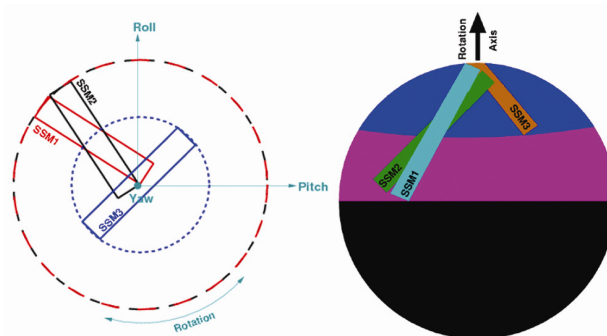 Roll
SSM2
SSM1
Yaw
Pitch
SSM3
Rotation
Rotation
Axis
SSM3
SSM2
SSM1